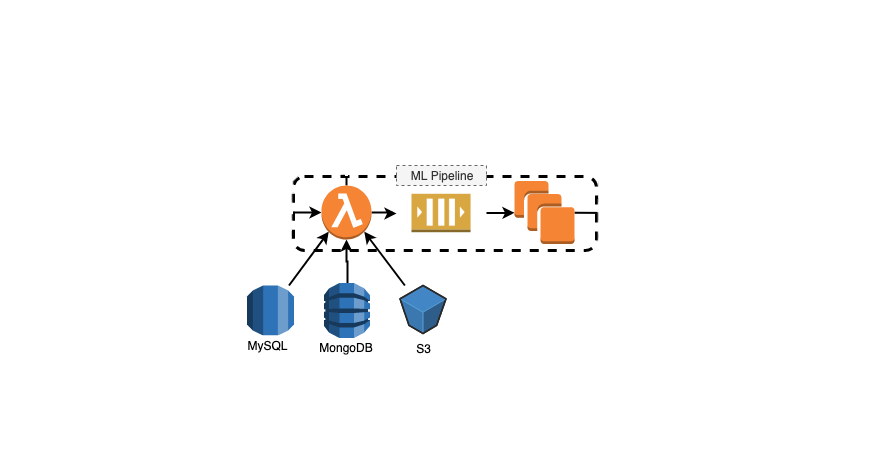 ML Pipeline
MySQL
MongoDB
S3